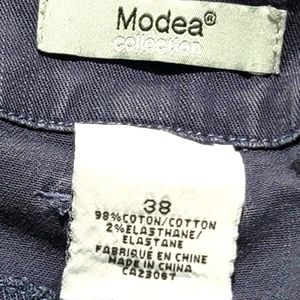 Modea®
collection
38
98%COTON/COTTON
2%ELASTHANE/
ELASTANE
FABRIQUÉ EN CHINE
MADE IN CHINA
CA23067